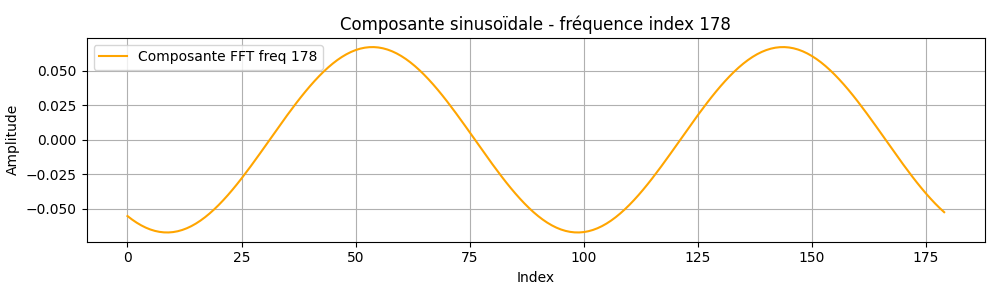 Composante sinusoïdale - fréquence index 178
Composante FFT freq 178
Amplitude
0.050
0.025
0.000
−0.025
−0.050
0 25 50 75 100 125 150 175
Index